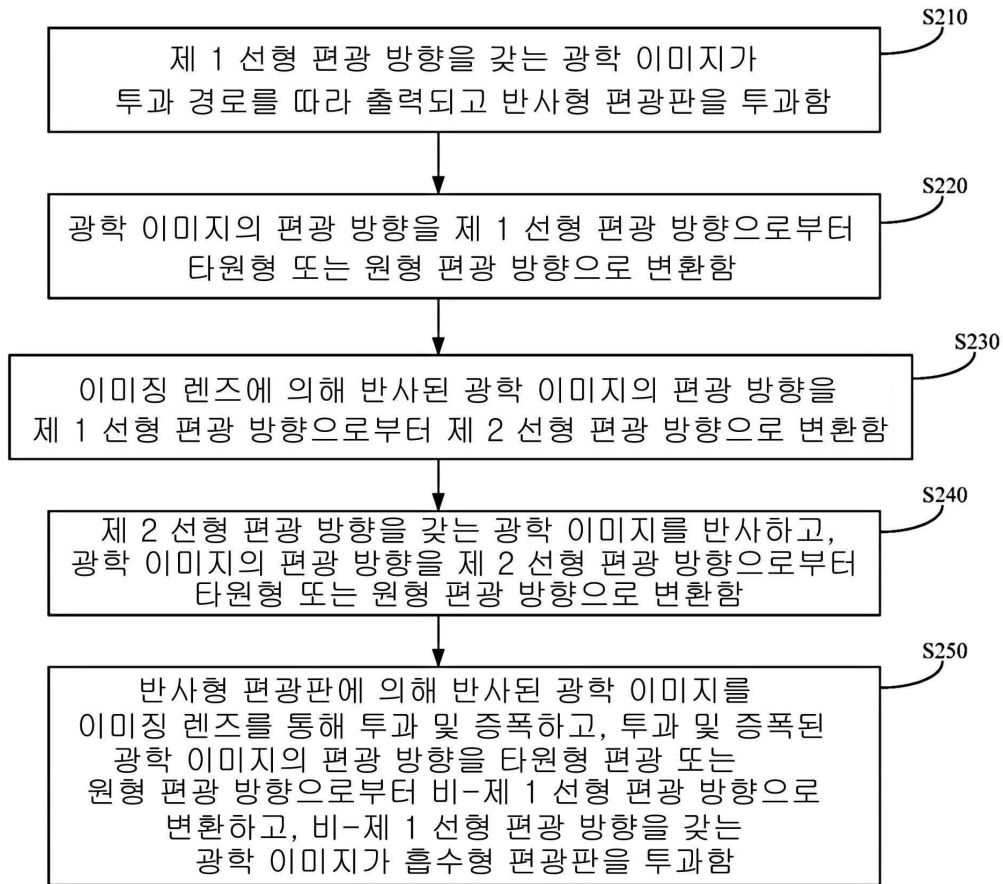 S210
제 1 선형 편광 방향을 갖는 광학 이미지가
투과 경로를 따라 출력되고 반사형 편광판을 투과함
S220
광학 이미지의 편광 방향을 제 1 선형 편광 방향으로부터
타원형 또는 원형 편광 방향으로 변환함
S230
이미징 렌즈에 의해 반사된 광학 이미지의 편광 방향을
제 1 선형 편광 방향으로부터 제 2 선형 편광 방향으로 변환함
S240
제 2 선형 편광 방향을 갖는 광학 이미지를 반사하고,
광학 이미지의 편광 방향을 제 2 선형 편광 방향으로부터
타원형 또는 원형 편광 방향으로 변환함
S250
반사형 편광판에 의해 반사된 광학 이미지를
이미징 렌즈를 통해 투과 및 증폭하고, 투과 및 증폭된
광학 이미지의 편광 방향을 타원형 편광 또는
원형 편광 방향으로부터 비-제 1 선형 편광 방향으로
변환하고, 비-제 1 선형 편광 방향을 갖는
광학 이미지가 흡수형 편광판을 투과함